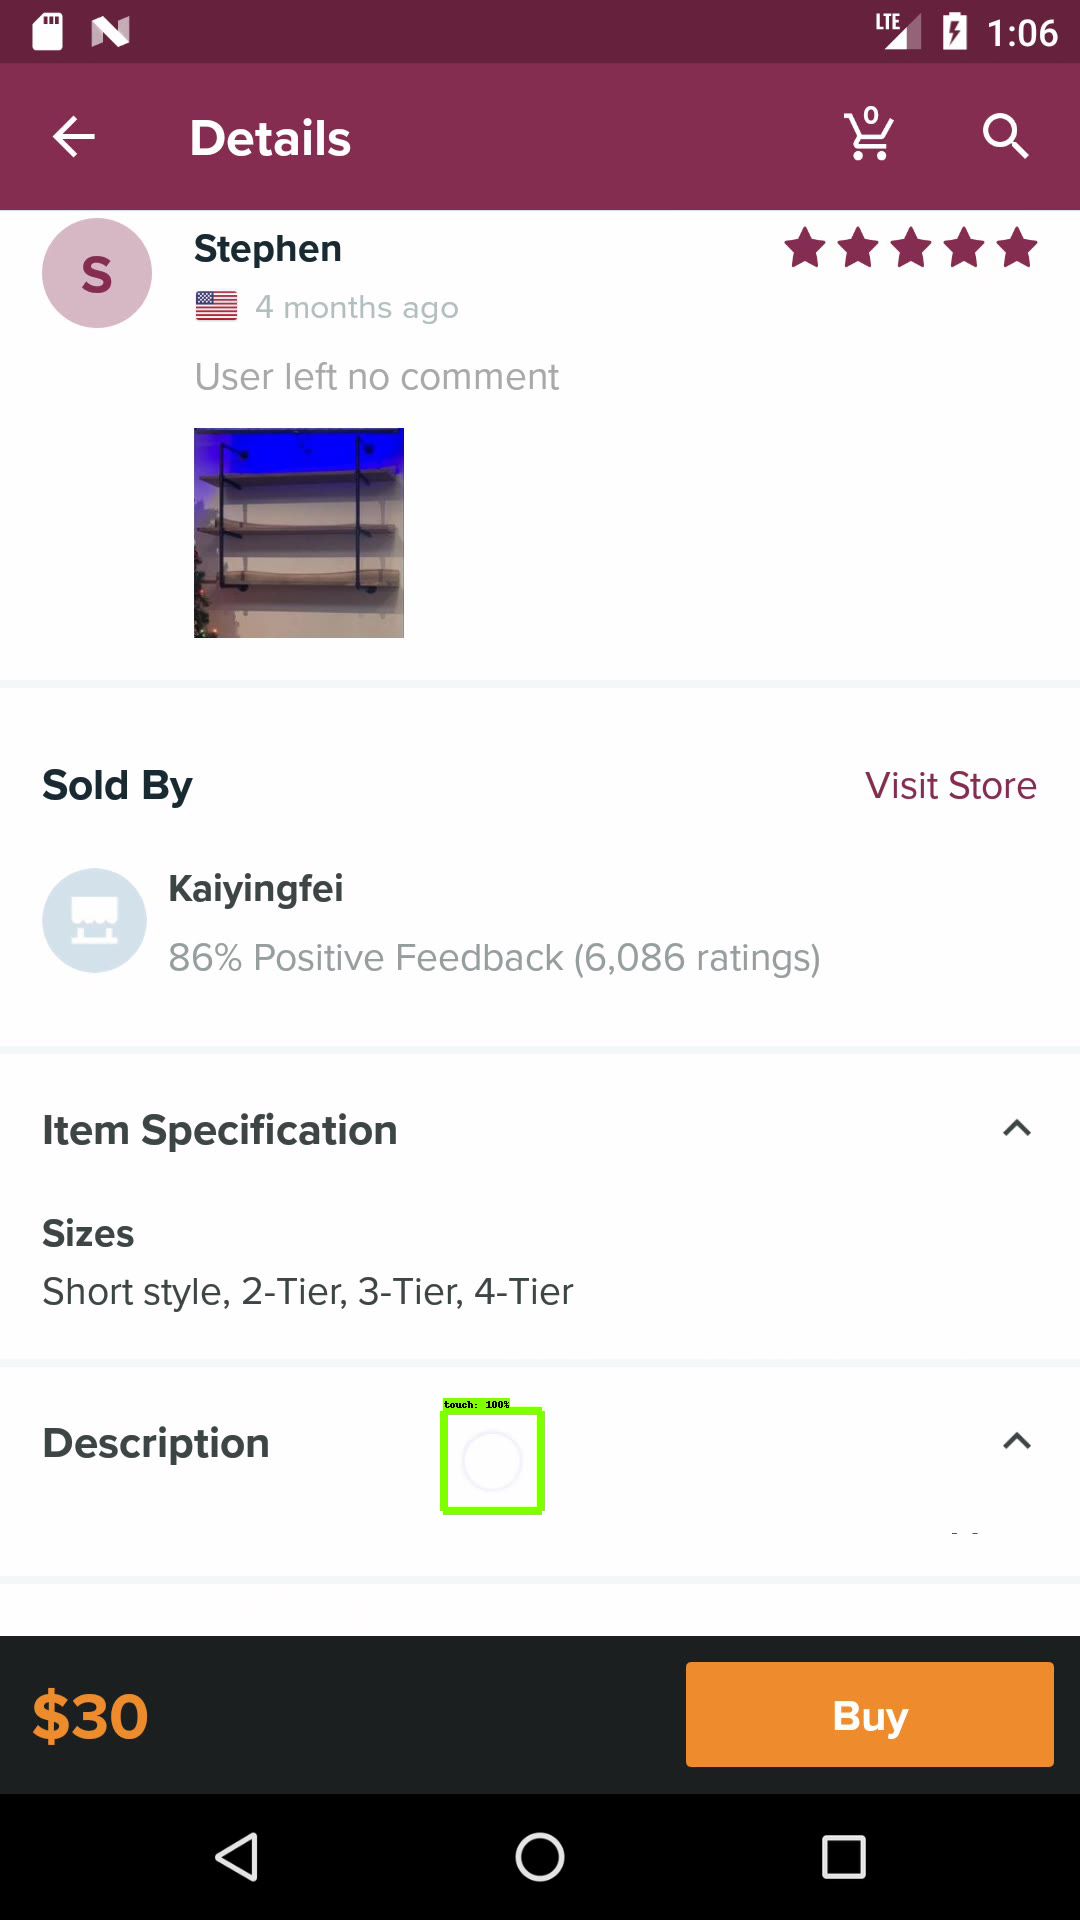 LTE 1:06
Details
0
S
Stephen
4 months ago
User left no comment
Sold By
Visit Store
Kaiyingfei
86% Positive Feedback (6,086 ratings)
Item Specification
Sizes
Short style, 2-Tier, 3-Tier, 4-Tier
touch: 100%
Description
$30
Buy